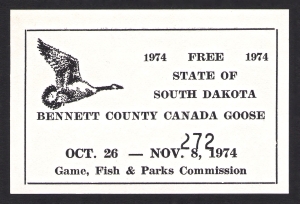 1974 FREE 1974
STATE OF
SOUTH DAKOTA
BENNETT COUNTY CANADA GOOSE
272
OCT. 26 — NOV. 8, 1974
Game, Fish & Parks Commission